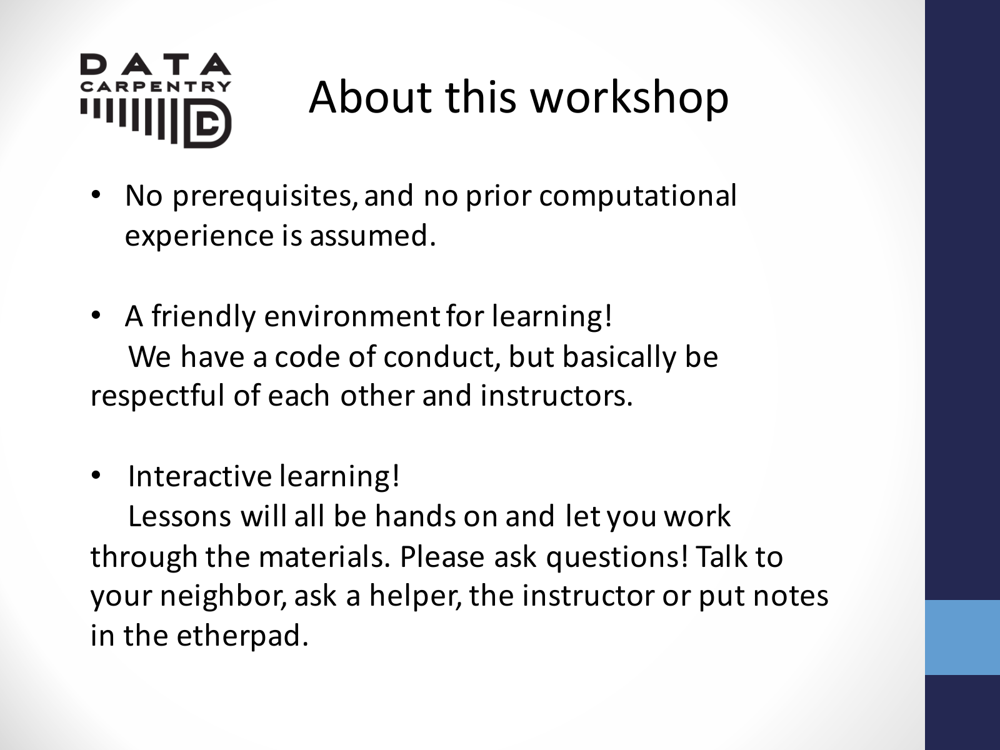 DATA
CARPENTRY
DC
About this workshop
• No prerequisites, and no prior computational
experience is assumed.
• A friendly environment for learning!
We have a code of conduct, but basically be
respectful of each other and instructors.
• Interactive learning!
Lessons will all be hands on and let you work
through the materials. Please ask questions! Talk to
your neighbor, ask a helper, the instructor or put notes
in the etherpad.